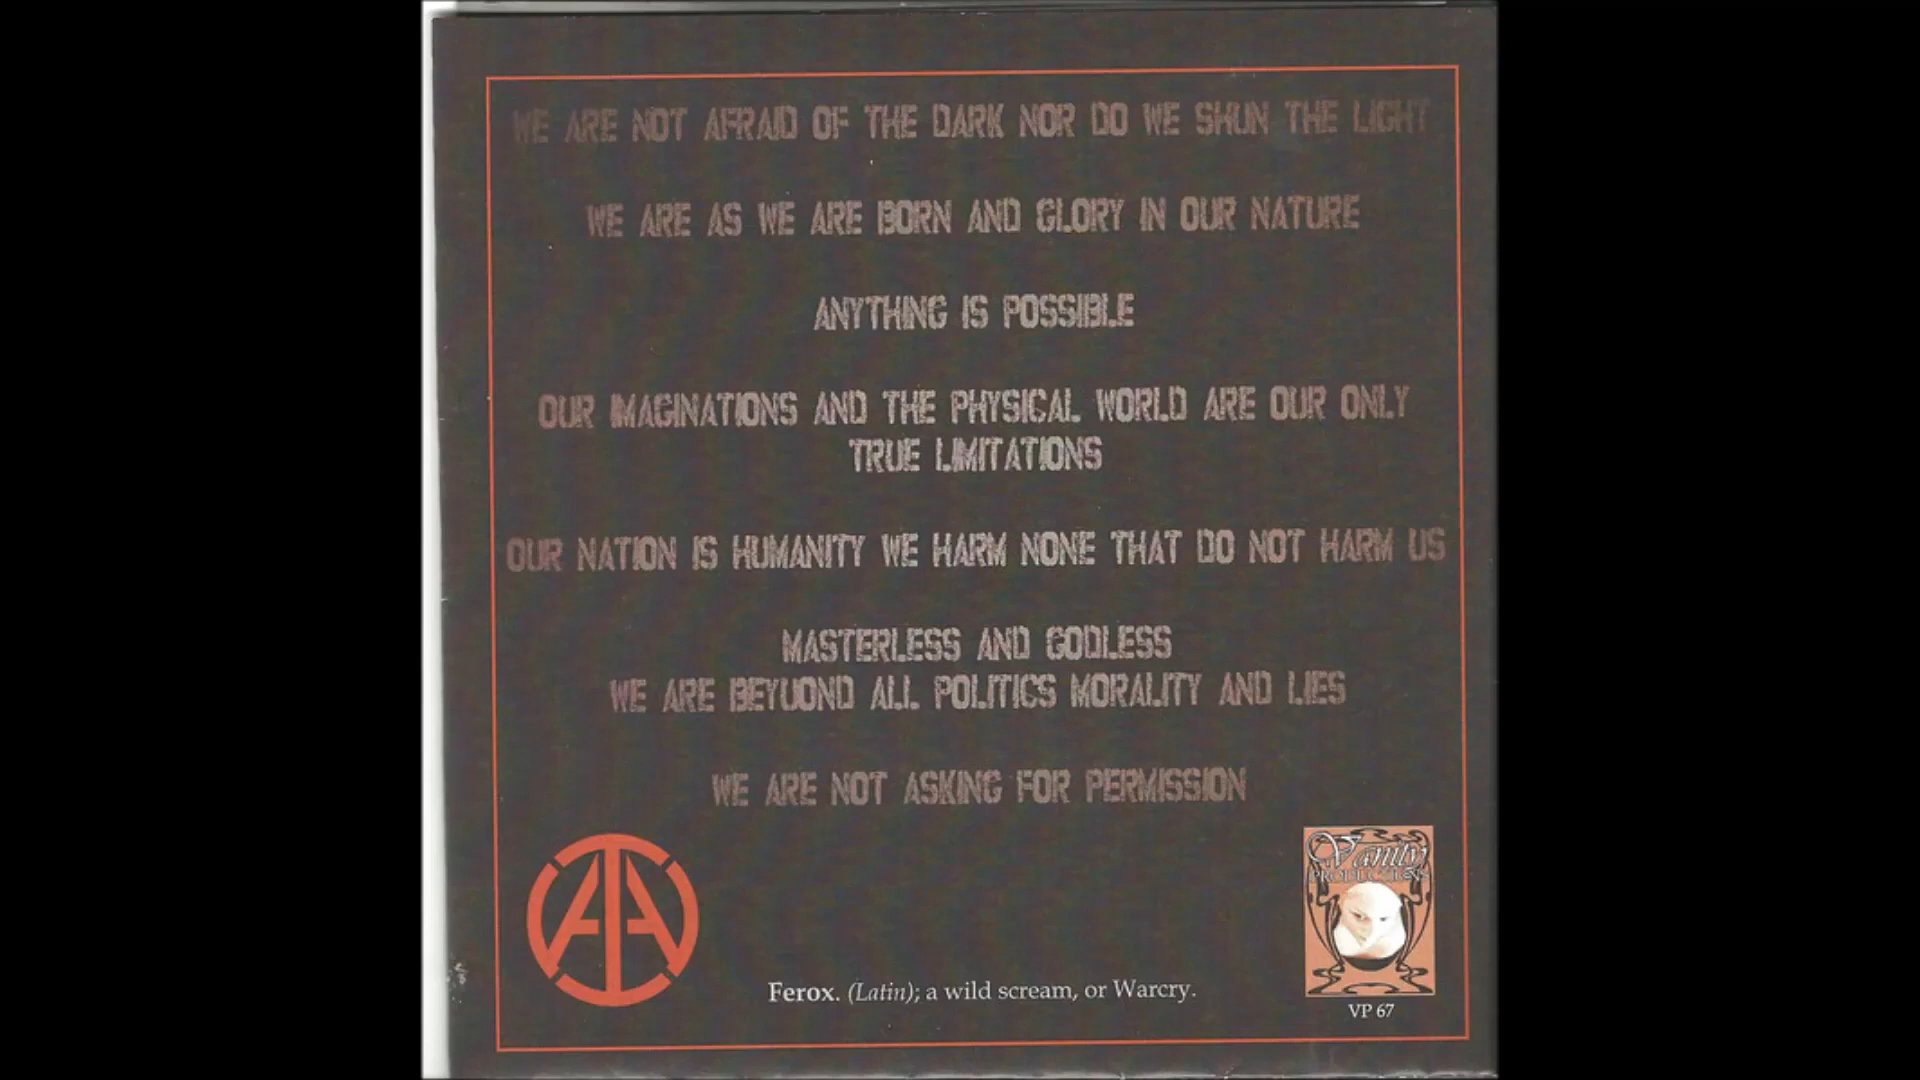 WE ARE NOT AFRAID OF THE DARK NOR DO WE SHUN THE LIGHT
WE ARE AS WE ARE BORN AND GLORY IN OUR NATURE
ANYTHING IS POSSIBLE
OUR IMAGINATIONS AND THE PHYSICAL WORLD ARE OUR ONLY
TRUE LIMITATIONS
OUR NATION IS HUMANITY WE HARM NONE THAT DO NOT HARM US
MASTERLESS AND GODLESS
WE ARE BEYUOND ALL POLITICS MORALITY AND LIES
WE ARE NOT ASKING FOR PERMISSION
Vanity
PRODUCTIONS
Ferox. (Latin); a wild scream, or Warcry.
VP 67